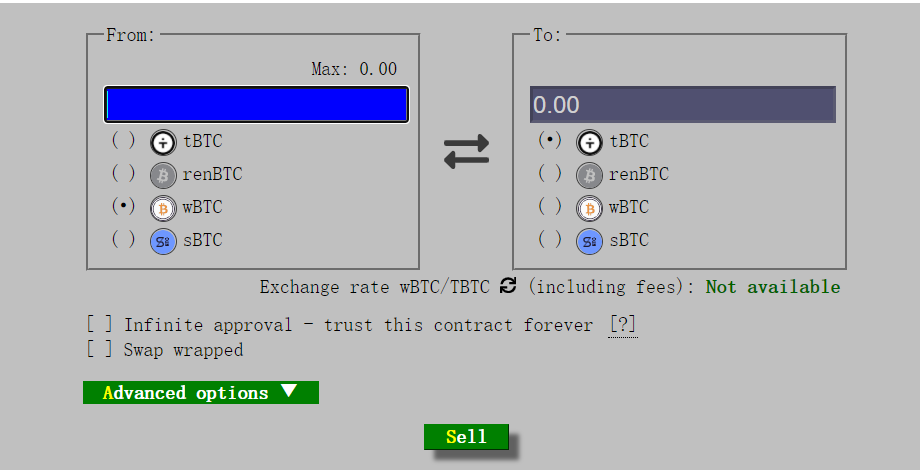 From:
Max: 0.00
( ) tBTC
( ) renBTC
(•) wBTC
( ) sBTC
To:
0.00
(•) tBTC
( ) renBTC
( ) wBTC
( ) sBTC
Exchange rate wBTC/TBTC (including fees): Not available
[ ] Infinite approval - trust this contract forever [?]
[ ] Swap wrapped
Advanced options ▼
Sell